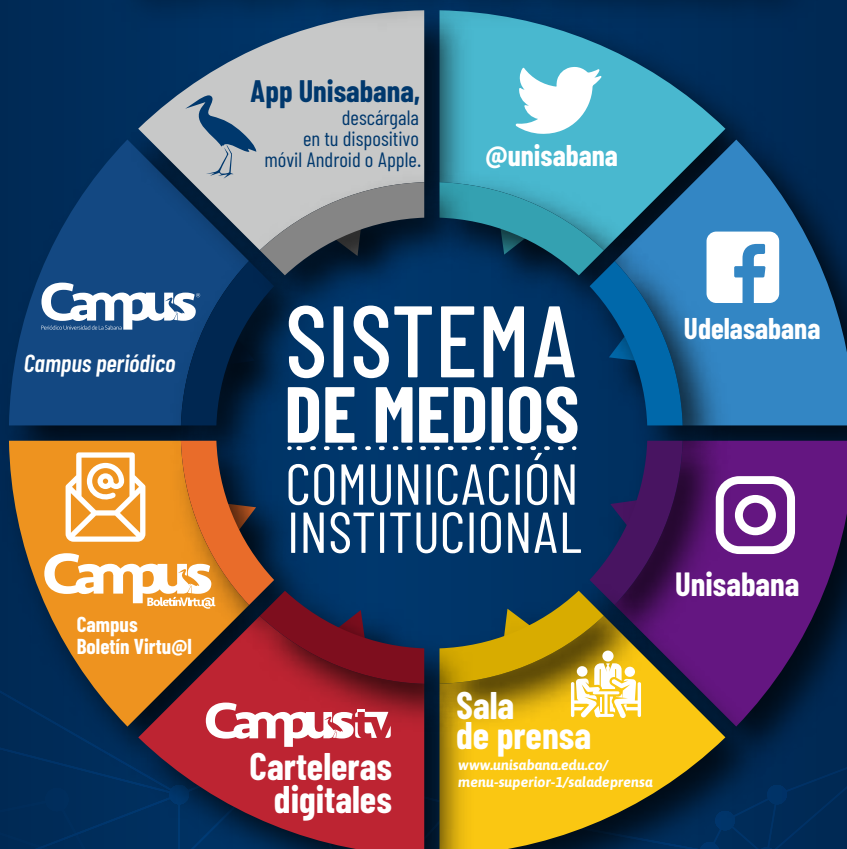 SISTEMA
DE MEDIOS
COMUNICACIÓN
INSTITUCIONAL
App Unisabana,
descárgala
en tu dispositivo
móvil Android o Apple.
@unisabana
Udelasabana
Unisabana
Sala
de prensa
www.unisabana.edu.co/
menu-superior-1/saladeprensa
Campustv
Carteleras
digitales
@
Campus
BoletínVirtu@l
Campus
Boletín Virtu@l
Campus®
Periódico Universidad de La Sabana
Campus periódico